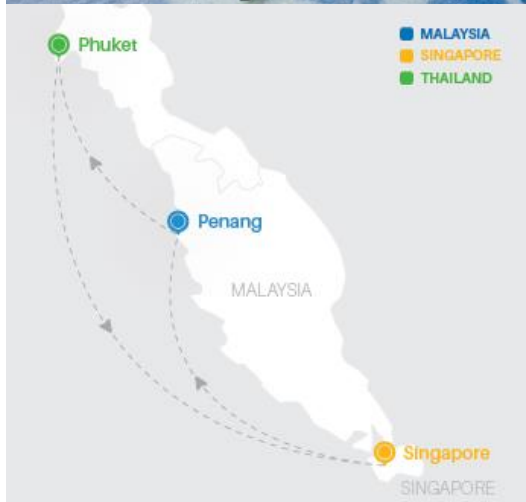 Phuket
MALAYSIA
SINGAPORE
THAILAND
Penang
MALAYSIA
Singapore
SINGAPORE